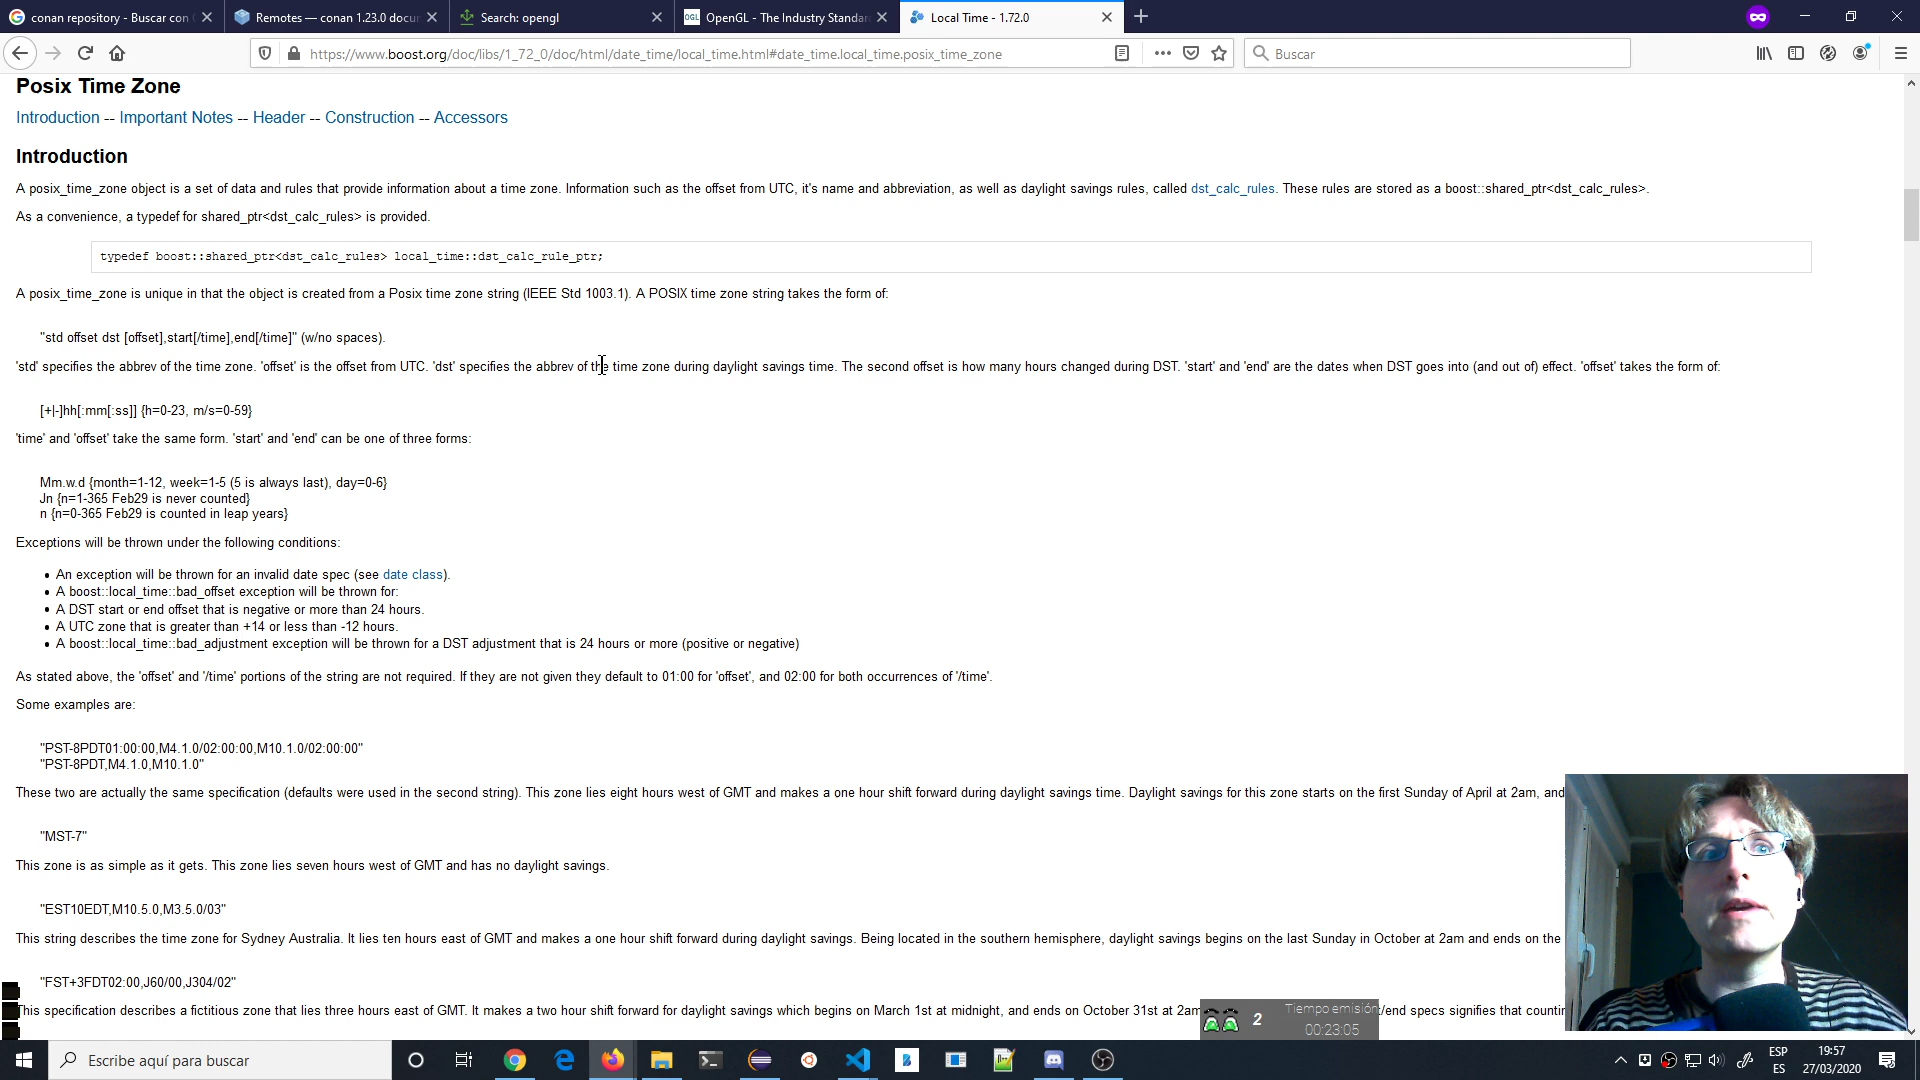 conan repository - Buscar con
Remotes — conan 1.23.0 docu
Search: opengl
OpenGL - The Industry Standar
Local Time - 1.72.0
https://www.boost.org/doc/libs/1_72_0/doc/html/date_time/local_time.html#date_time.local_time.posix_time_zone
Buscar
Posix Time Zone
Introduction -- Important Notes -- Header -- Construction -- Accessors
Introduction
A posix_time_zone object is a set of data and rules that provide information about a time zone. Information such as the offset from UTC, it's name and abbreviation, as well as daylight savings rules, called dst_calc_rules. These rules are stored as a boost::shared_ptr<dst_calc_rules>.
As a convenience, a typedef for shared_ptr<dst_calc_rules> is provided.
typedef boost::shared_ptr<dst_calc_rules> local_time::dst_calc_rule_ptr;
A posix_time_zone is unique in that the object is created from a Posix time zone string (IEEE Std 1003.1). A POSIX time zone string takes the form of:
"std offset dst [offset],start[/time],end[/time]" (w/no spaces).
'std' specifies the abbrev of the time zone. 'offset' is the offset from UTC. 'dst' specifies the abbrev of the time zone during daylight savings time. The second offset is how many hours changed during DST. 'start' and 'end' are the dates when DST goes into (and out of) effect. 'offset' takes the form of:
[+|-]hh[:mm[:ss]] {h=0-23, m/s=0-59}
'time' and 'offset' take the same form. 'start' and 'end' can be one of three forms:
Mm.w.d {month=1-12, week=1-5 (5 is always last), day=0-6}
Jn {n=1-365 Feb29 is never counted}
n {n=0-365 Feb29 is counted in leap years}
Exceptions will be thrown under the following conditions:
• An exception will be thrown for an invalid date spec (see date class).
• A boost::local_time::bad_offset exception will be thrown for:
• A DST start or end offset that is negative or more than 24 hours.
• A UTC zone that is greater than +14 or less than -12 hours.
• A boost::local_time::bad_adjustment exception will be thrown for a DST adjustment that is 24 hours or more (positive or negative)
As stated above, the 'offset' and '/time' portions of the string are not required. If they are not given they default to 01:00 for 'offset', and 02:00 for both occurrences of '/time'.
Some examples are:
"PST-8PDT01:00:00,M4.1.0/02:00:00,M10.1.0/02:00:00"
"PST-8PDT,M4.1.0,M10.1.0"
These two are actually the same specification (defaults were used in the second string). This zone lies eight hours west of GMT and makes a one hour shift forward during daylight savings time. Daylight savings for this zone starts on the first Sunday of April at 2am, and
"MST-7"
This zone is as simple as it gets. This zone lies seven hours west of GMT and has no daylight savings.
"EST10EDT,M10.5.0,M3.5.0/03"
This string describes the time zone for Sydney Australia. It lies ten hours east of GMT and makes a one hour shift forward during daylight savings. Being located in the southern hemisphere, daylight savings begins on the last Sunday in October at 2am and ends on the
"FST+3FDT02:00,J60/00,J304/02"
This specification describes a fictitious zone that lies three hours east of GMT. It makes a two hour shift forward for daylight savings which begins on March 1st at midnight, and ends on October 31st at 2am /end specs signifies that countin
2 Tiempo emisión
00:23:05
Escribe aquí para buscar
ESP
ES
19:57
27/03/2020